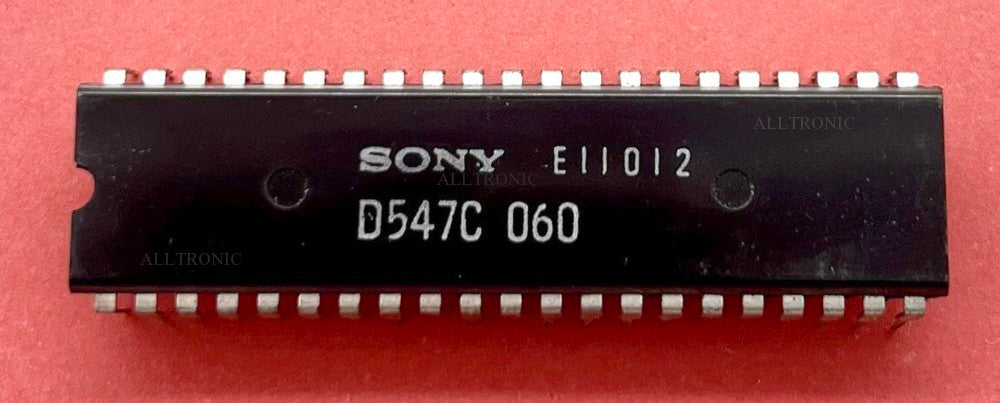 ALLTRONIC
SONY E11012
ALLTRONIC
D547C 060
ALLTRONIC